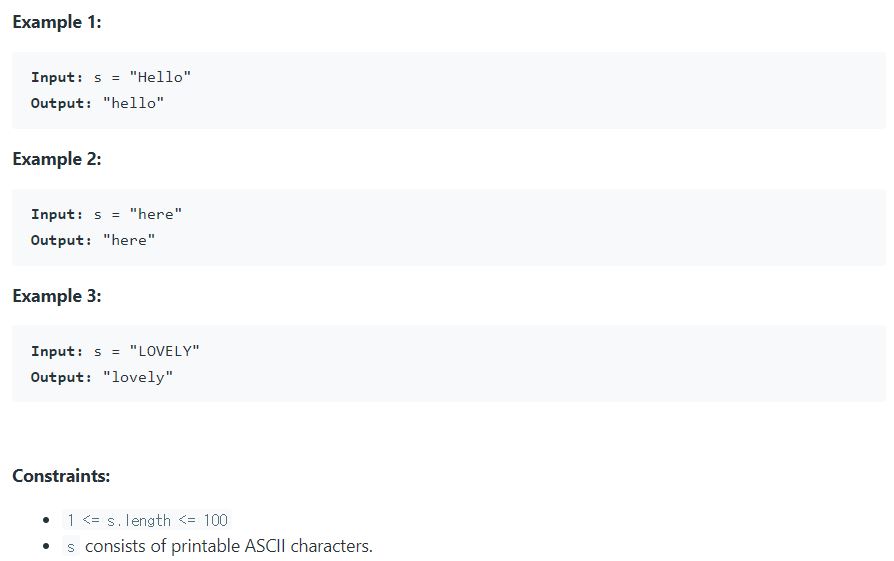 Example 1:
Input: s = "Hello"
Output: "hello"
Example 2:
Input: s = "here"
Output: "here"
Example 3:
Input: s = "LOVELY"
Output: "lovely"
Constraints:
• 1 <= s.length <= 100
• s consists of printable ASCII characters.